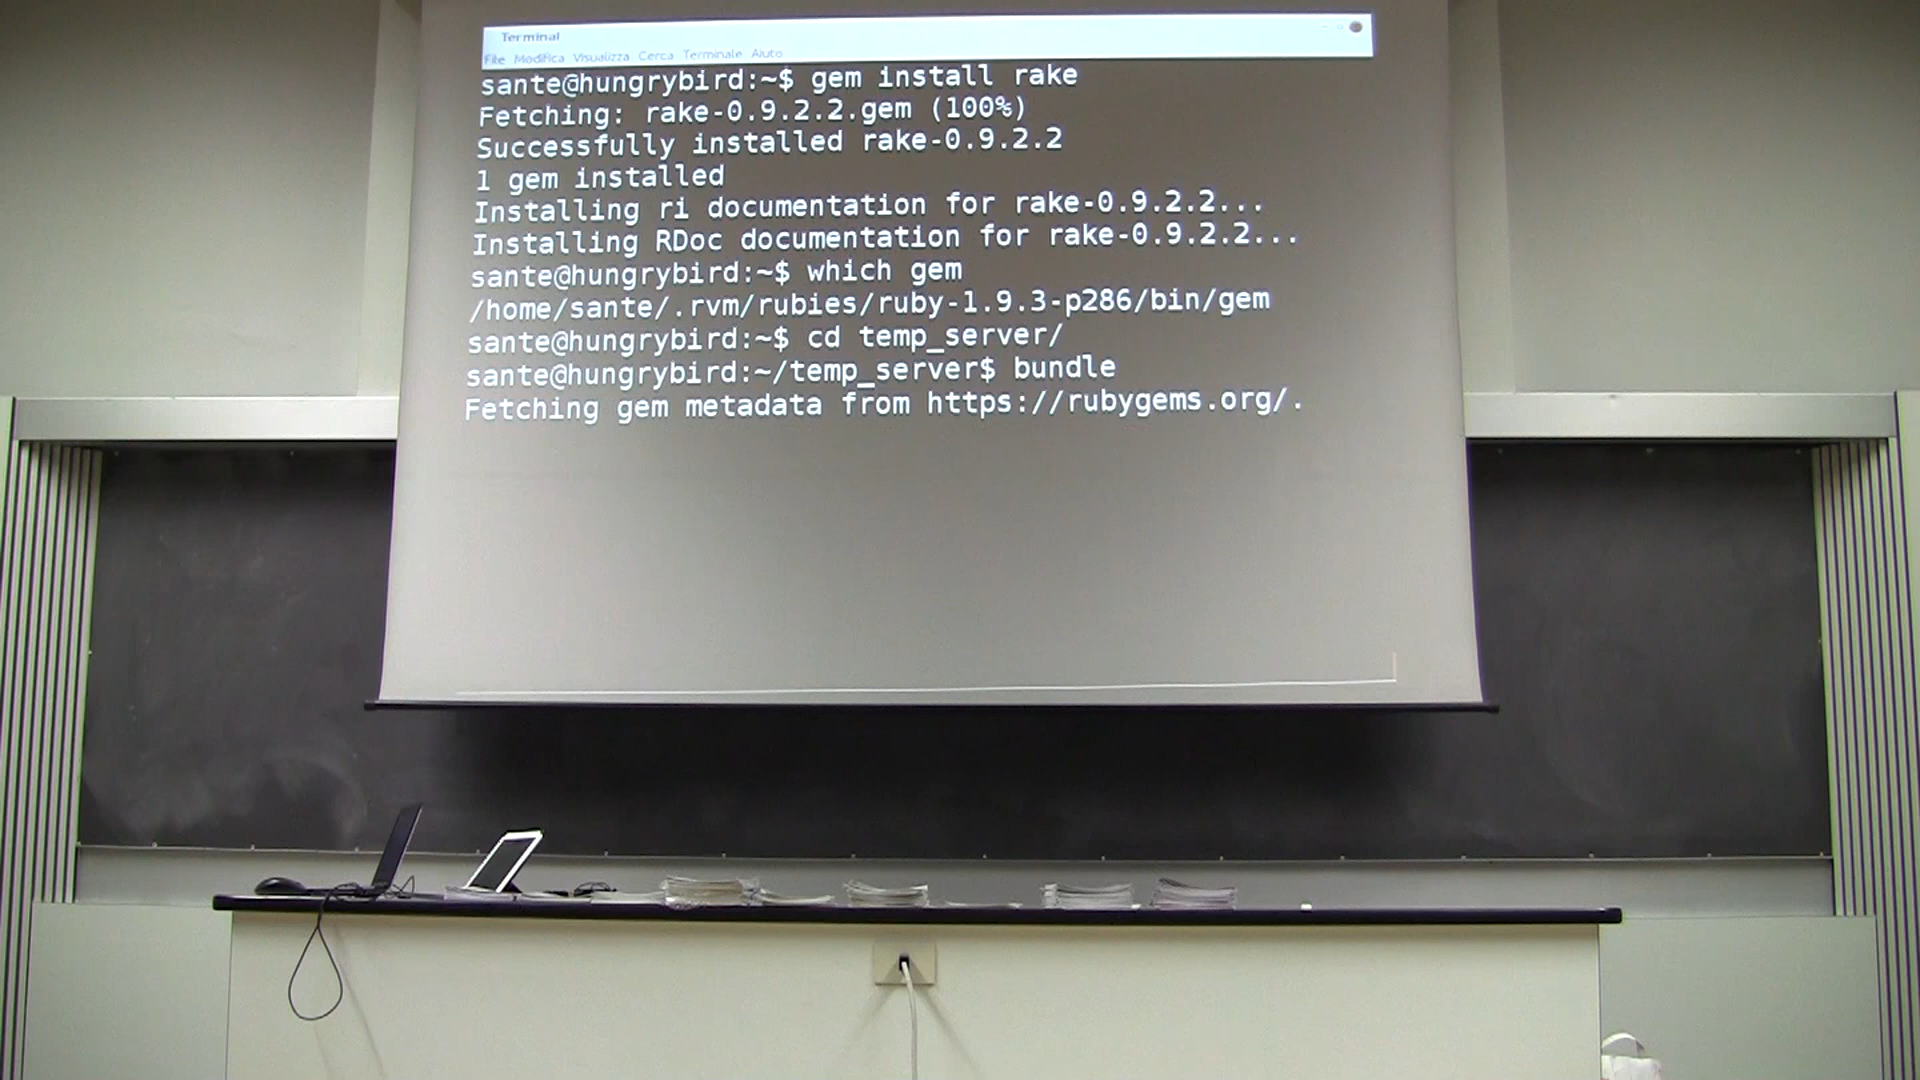 Terminal
File Modifica Visualizza Cerca Terminale Aiuto
sante@hungrybird:~$ gem install rake
Fetching: rake-0.9.2.2.gem (100%)
Successfully installed rake-0.9.2.2
1 gem installed
Installing ri documentation for rake-0.9.2.2...
Installing RDoc documentation for rake-0.9.2.2...
sante@hungrybird:~$ which gem
/home/sante/.rvm/rubies/ruby-1.9.3-p286/bin/gem
sante@hungrybird:~$ cd temp_server/
sante@hungrybird:~/temp_server$ bundle
Fetching gem metadata from https://rubygems.org/.